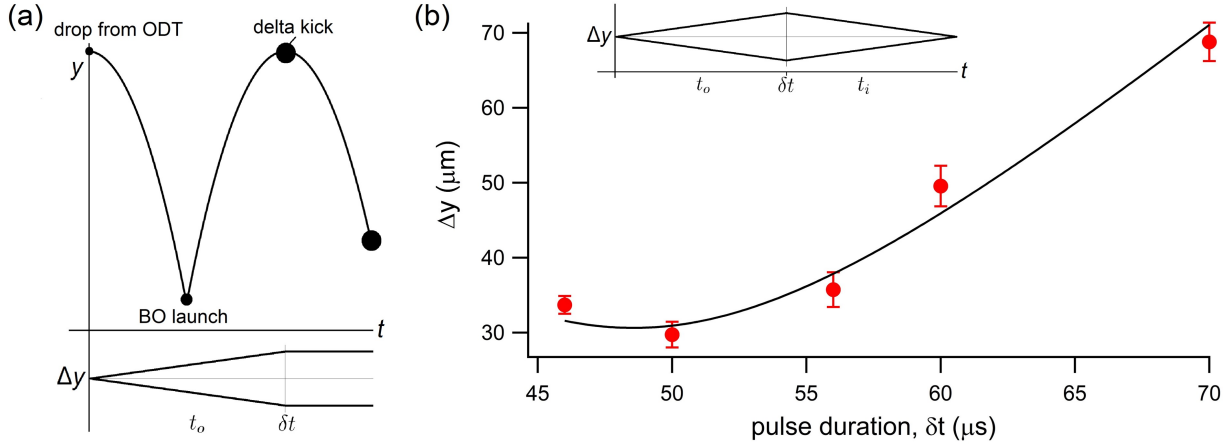 (a)
drop from ODT
delta kick
y
BO launch
t
Δy
t_o
δt
(b)
Δy
t
t_o
δt
t_i
70
60
50
40
30
Δy (μm)
45
50
55
60
65
70
pulse duration, δt (μs)